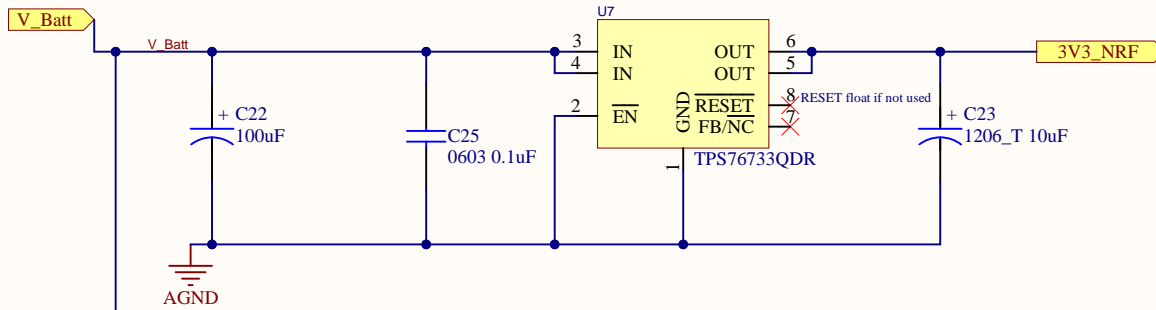 V_Batt
V_Batt
U7
3
IN
4
IN
2
EN
OUT
6
OUT
5
RESET
8
RESET float if not used
FB/NC
7
GND
1
TPS76733QDR
+
C22
100uF
C25
0603 0.1uF
+
C23
1206_T 10uF
3V3_NRF
AGND